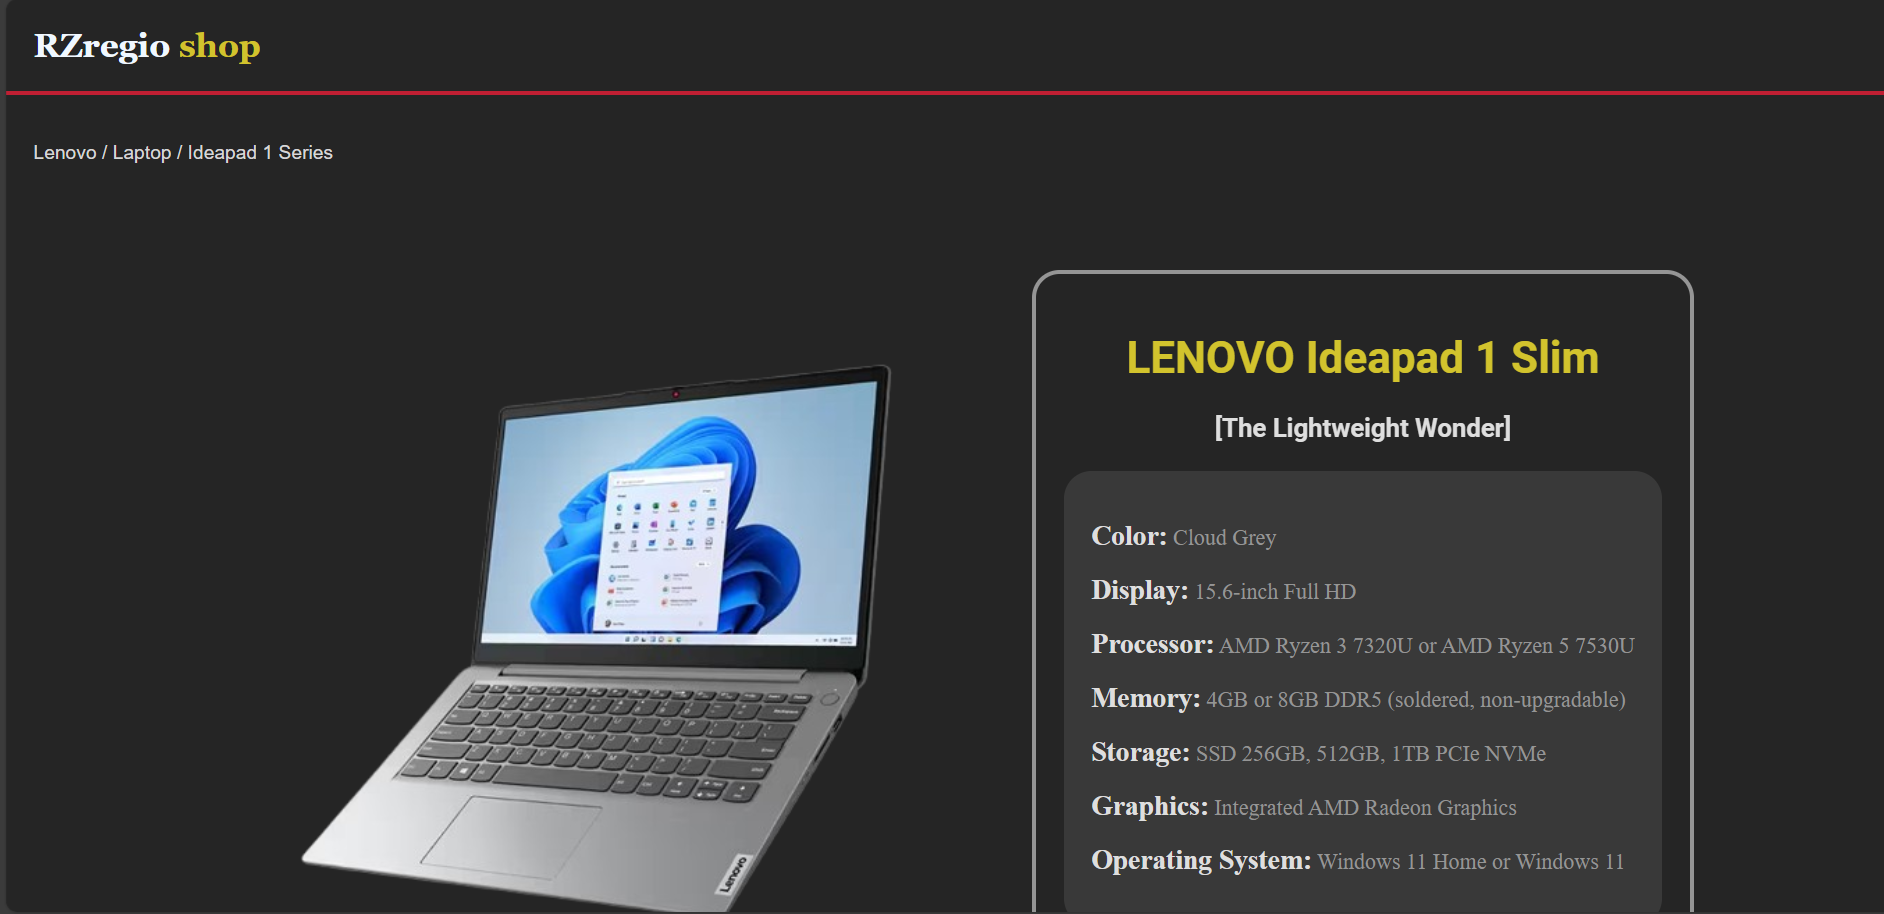 RZregio shop
Lenovo / Laptop / Ideapad 1 Series
LENOVO Ideapad 1 Slim
[The Lightweight Wonder]
Color: Cloud Grey
Display: 15.6-inch Full HD
Processor: AMD Ryzen 3 7320U or AMD Ryzen 5 7530U
Memory: 4GB or 8GB DDR5 (soldered, non-upgradable)
Storage: SSD 256GB, 512GB, 1TB PCIe NVMe
Graphics: Integrated AMD Radeon Graphics
Operating System: Windows 11 Home or Windows 11
Lenovo